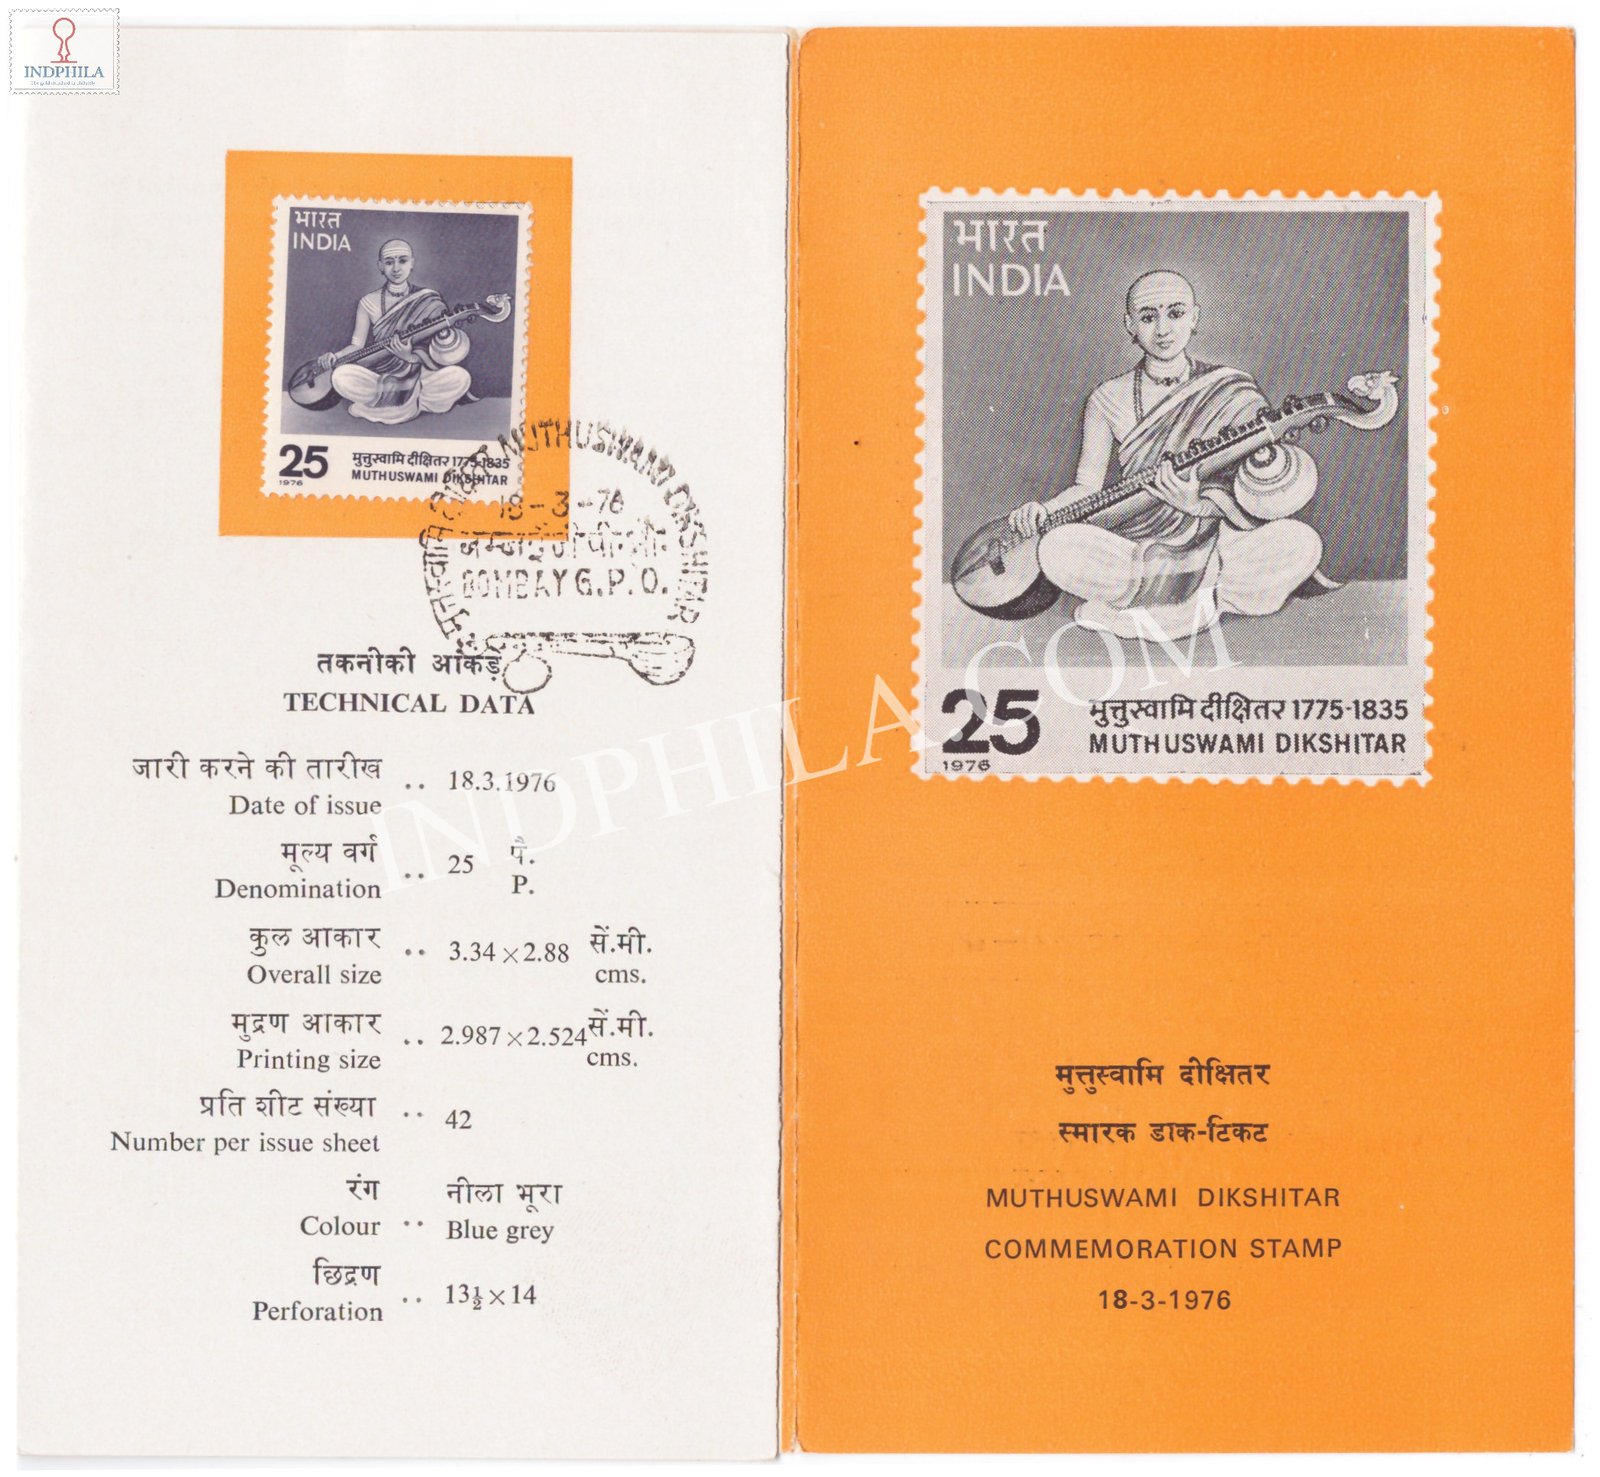 INDPHILA
भारत
INDIA
25
1976
मुत्तुस्वामि दीक्षितर 1775-1835
MUTHUSWAMI DIKSHITAR
MUTHUSWAMI DIKSHITAR
18-3-76
BOMBAY G.P.O.
तकनीकी आंकड़े
TECHNICAL DATA
जारी करने की तारीख .. 18.3.1976
Date of issue
मूल्य वर्ग .. 25 पै.
Denomination P.
कुल आकार .. 3.34 × 2.88 सें.मी.
Overall size cms.
मुद्रण आकार .. 2.987 × 2.524 सें.मी.
Printing size cms.
प्रति शीट संख्या .. 42
Number per issue sheet
रंग नीला भूरा
Colour .. Blue grey
छिद्रण .. 13½ × 14
Perforation
भारत
INDIA
25
1976
मुत्तुस्वामि दीक्षितर 1775-1835
MUTHUSWAMI DIKSHITAR
INDPHILA.COM
मुत्तुस्वामि दीक्षितर
स्मारक डाक-टिकट
MUTHUSWAMI DIKSHITAR
COMMEMORATION STAMP
18-3-1976